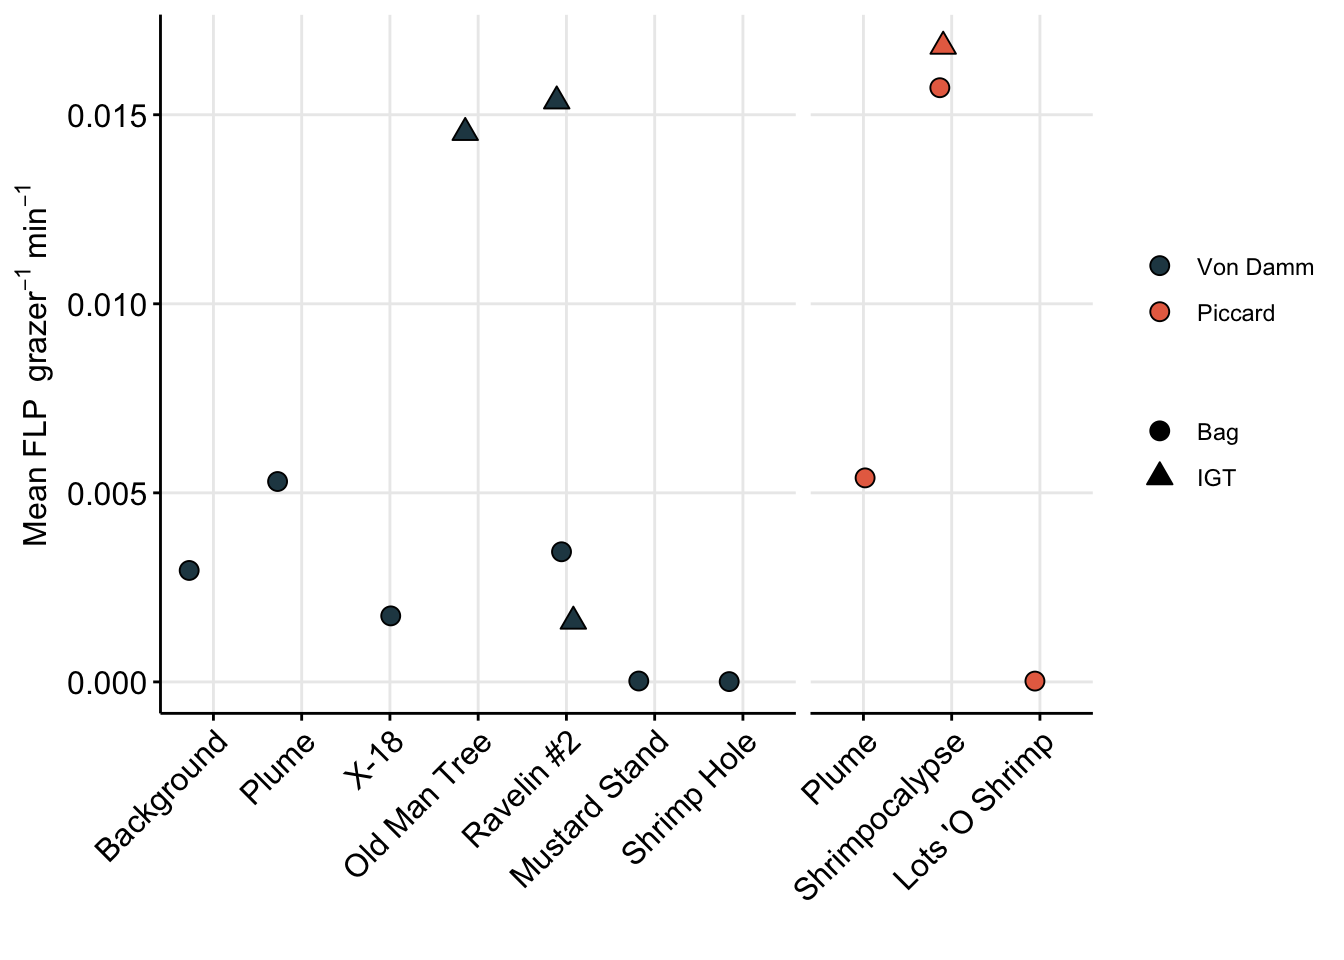 Mean FLP grazer⁻¹ min⁻¹
0.015
0.010
0.005
0.000
Background
Plume
X-18
Old Man Tree
Ravelin #2
Mustard Stand
Shrimp Hole
Plume
Shrimpocalypse
Lots 'O Shrimp
Von Damm
Piccard
Bag
IGT